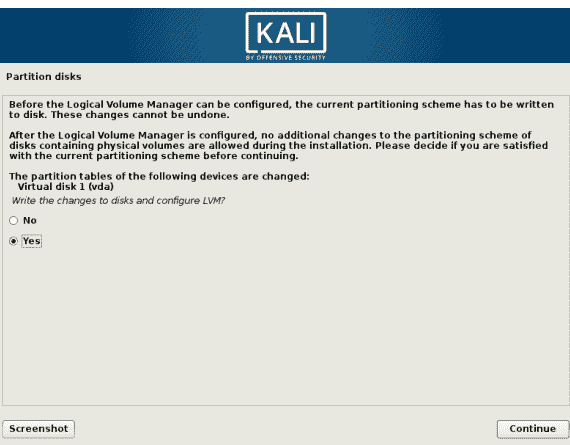 KALI
BY OFFENSIVE SECURITY
Partition disks
Before the Logical Volume Manager can be configured, the current partitioning scheme has to be written
to disk. These changes cannot be undone.
After the Logical Volume Manager is configured, no additional changes to the partitioning scheme of
disks containing physical volumes are allowed during the installation. Please decide if you are satisfied
with the current partitioning scheme before continuing.
The partition tables of the following devices are changed:
Virtual disk 1 (vda)
Write the changes to disks and configure LVM?
No
Yes
Screenshot
Continue